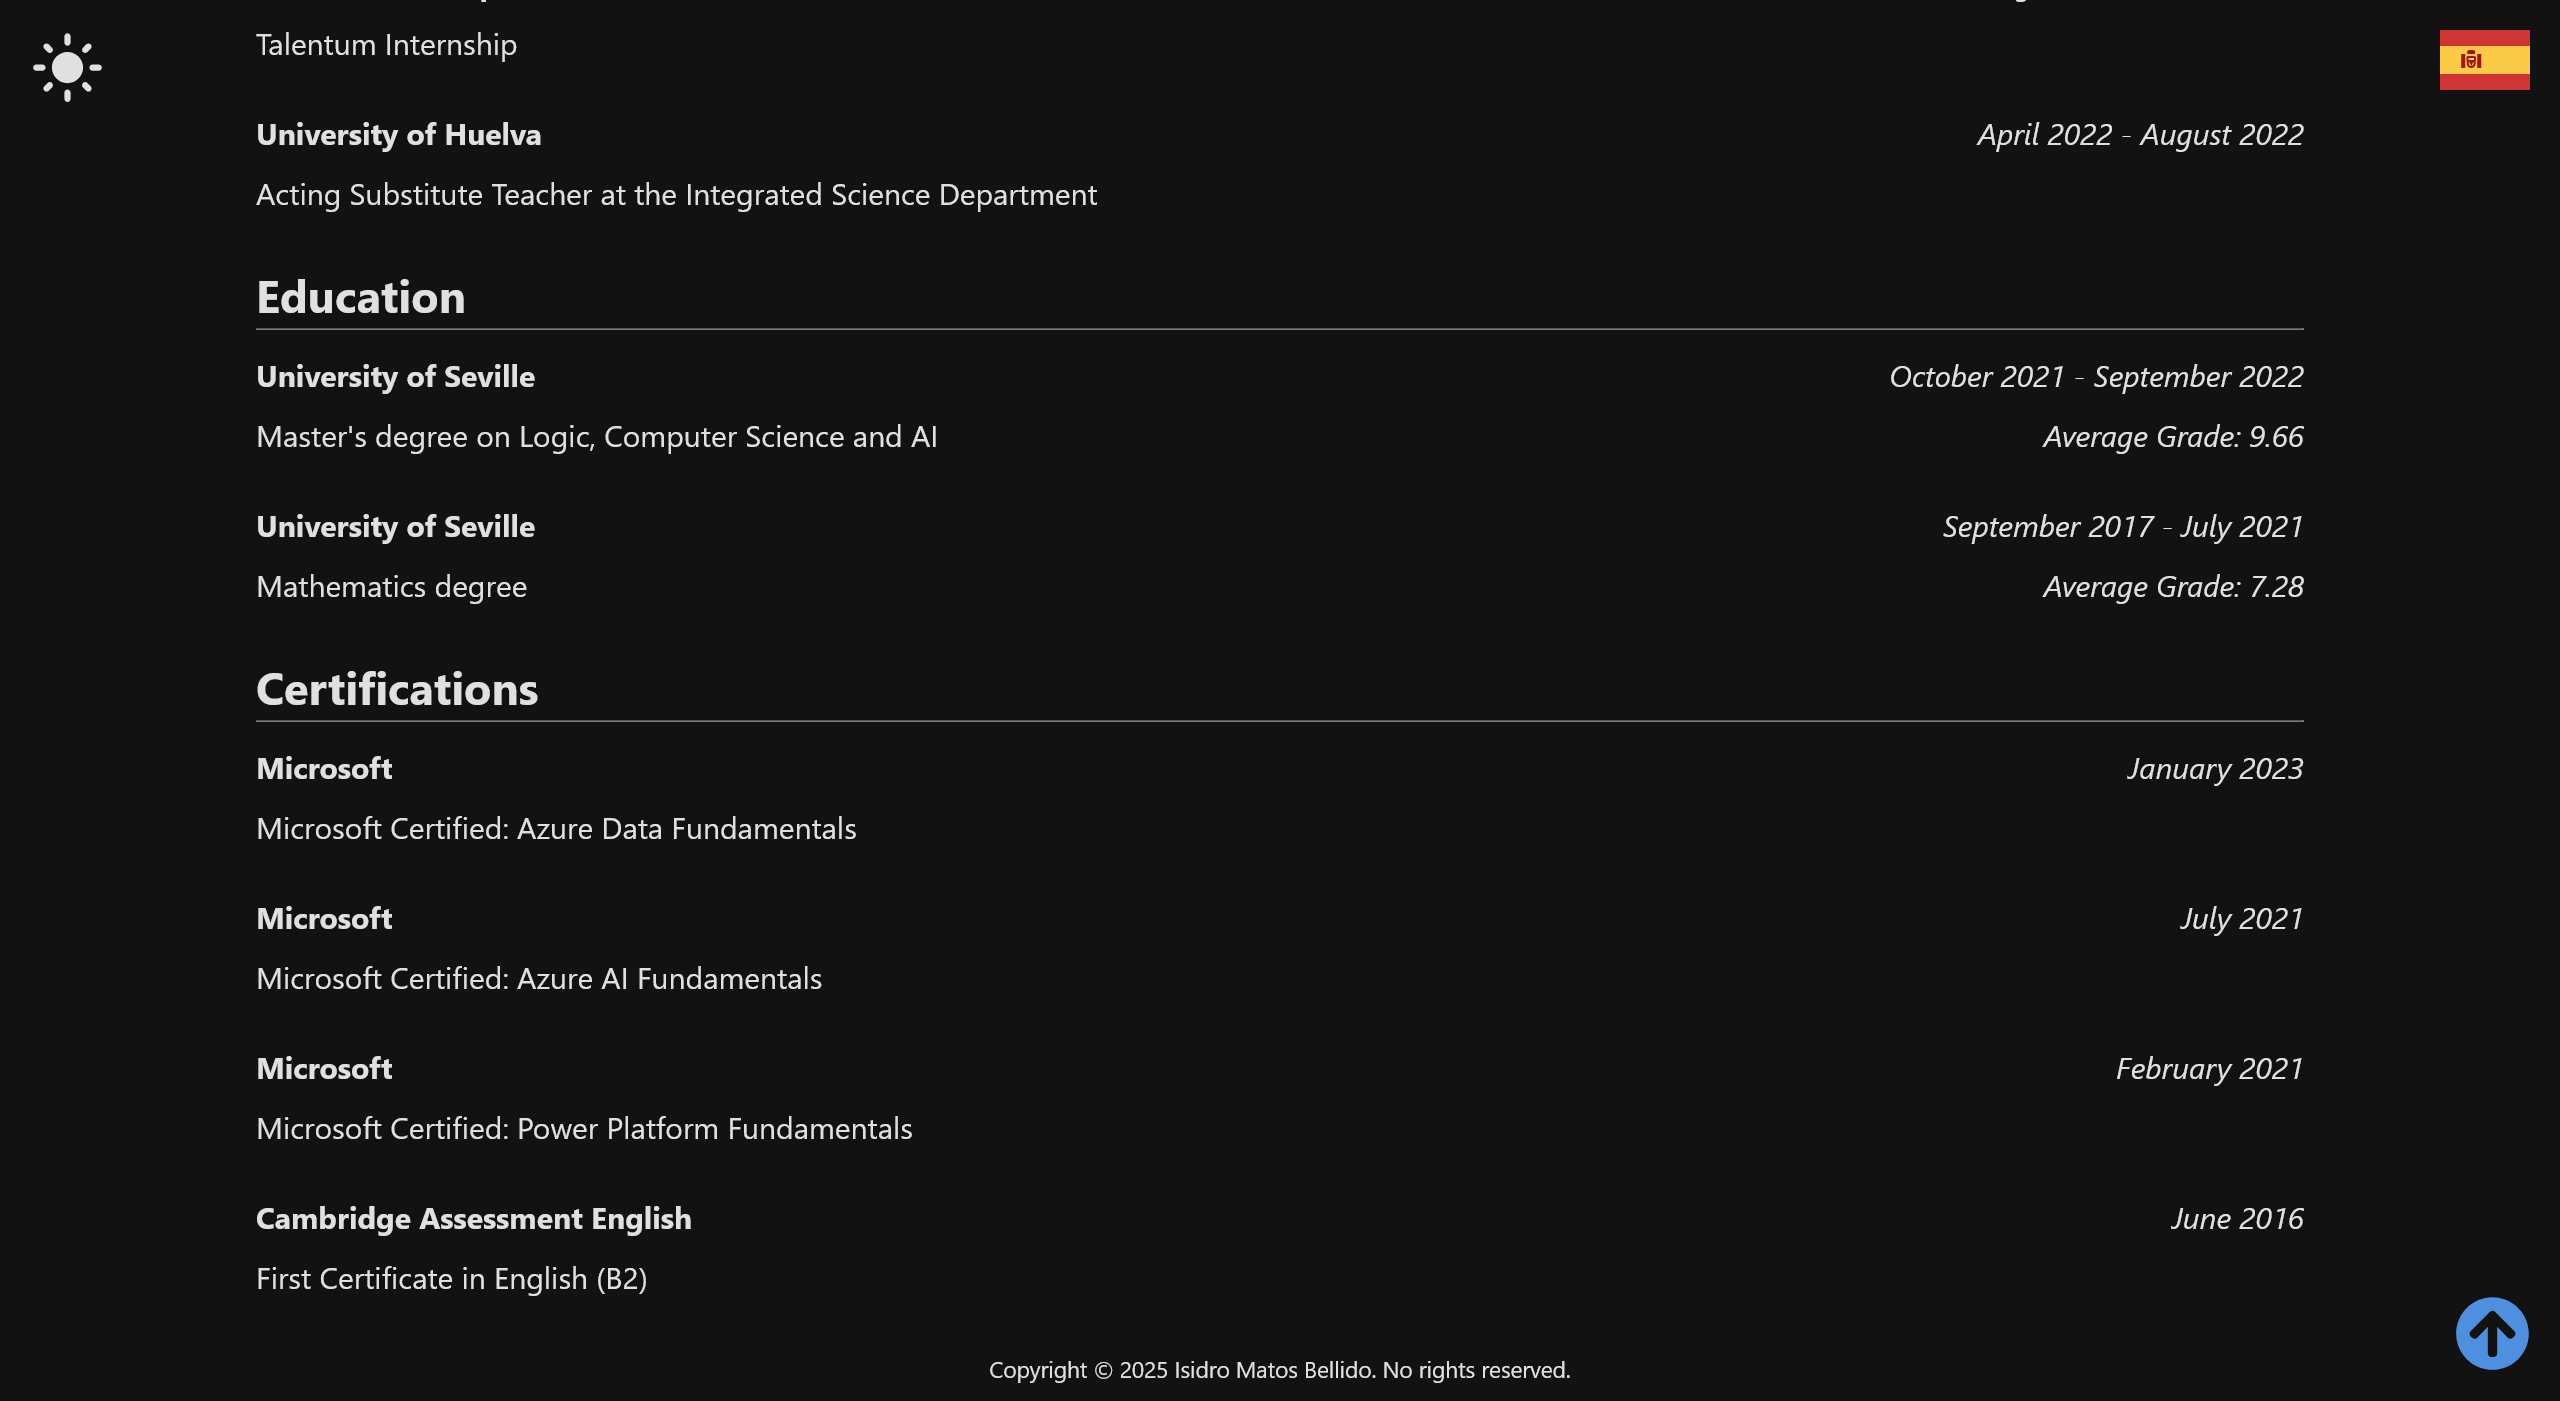 Talentum Internship
University of Huelva April 2022 - August 2022
Acting Substitute Teacher at the Integrated Science Department
Education
University of Seville October 2021 - September 2022
Master's degree on Logic, Computer Science and AI Average Grade: 9.66
University of Seville September 2017 - July 2021
Mathematics degree Average Grade: 7.28
Certifications
Microsoft January 2023
Microsoft Certified: Azure Data Fundamentals
Microsoft July 2021
Microsoft Certified: Azure AI Fundamentals
Microsoft February 2021
Microsoft Certified: Power Platform Fundamentals
Cambridge Assessment English June 2016
First Certificate in English (B2)
Copyright © 2025 Isidro Matos Bellido. No rights reserved.